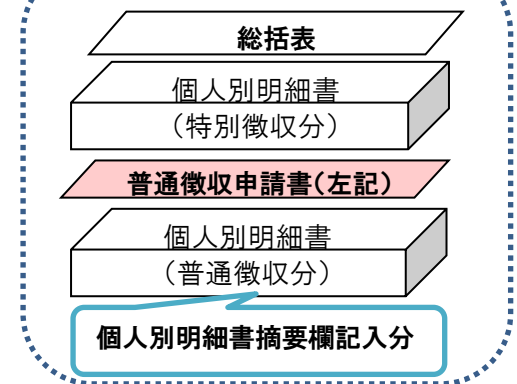 総括表
個人別明細書
（特別徴収分）
普通徴収申請書（左記）
個人別明細書
（普通徴収分）
個人別明細書摘要欄記入分